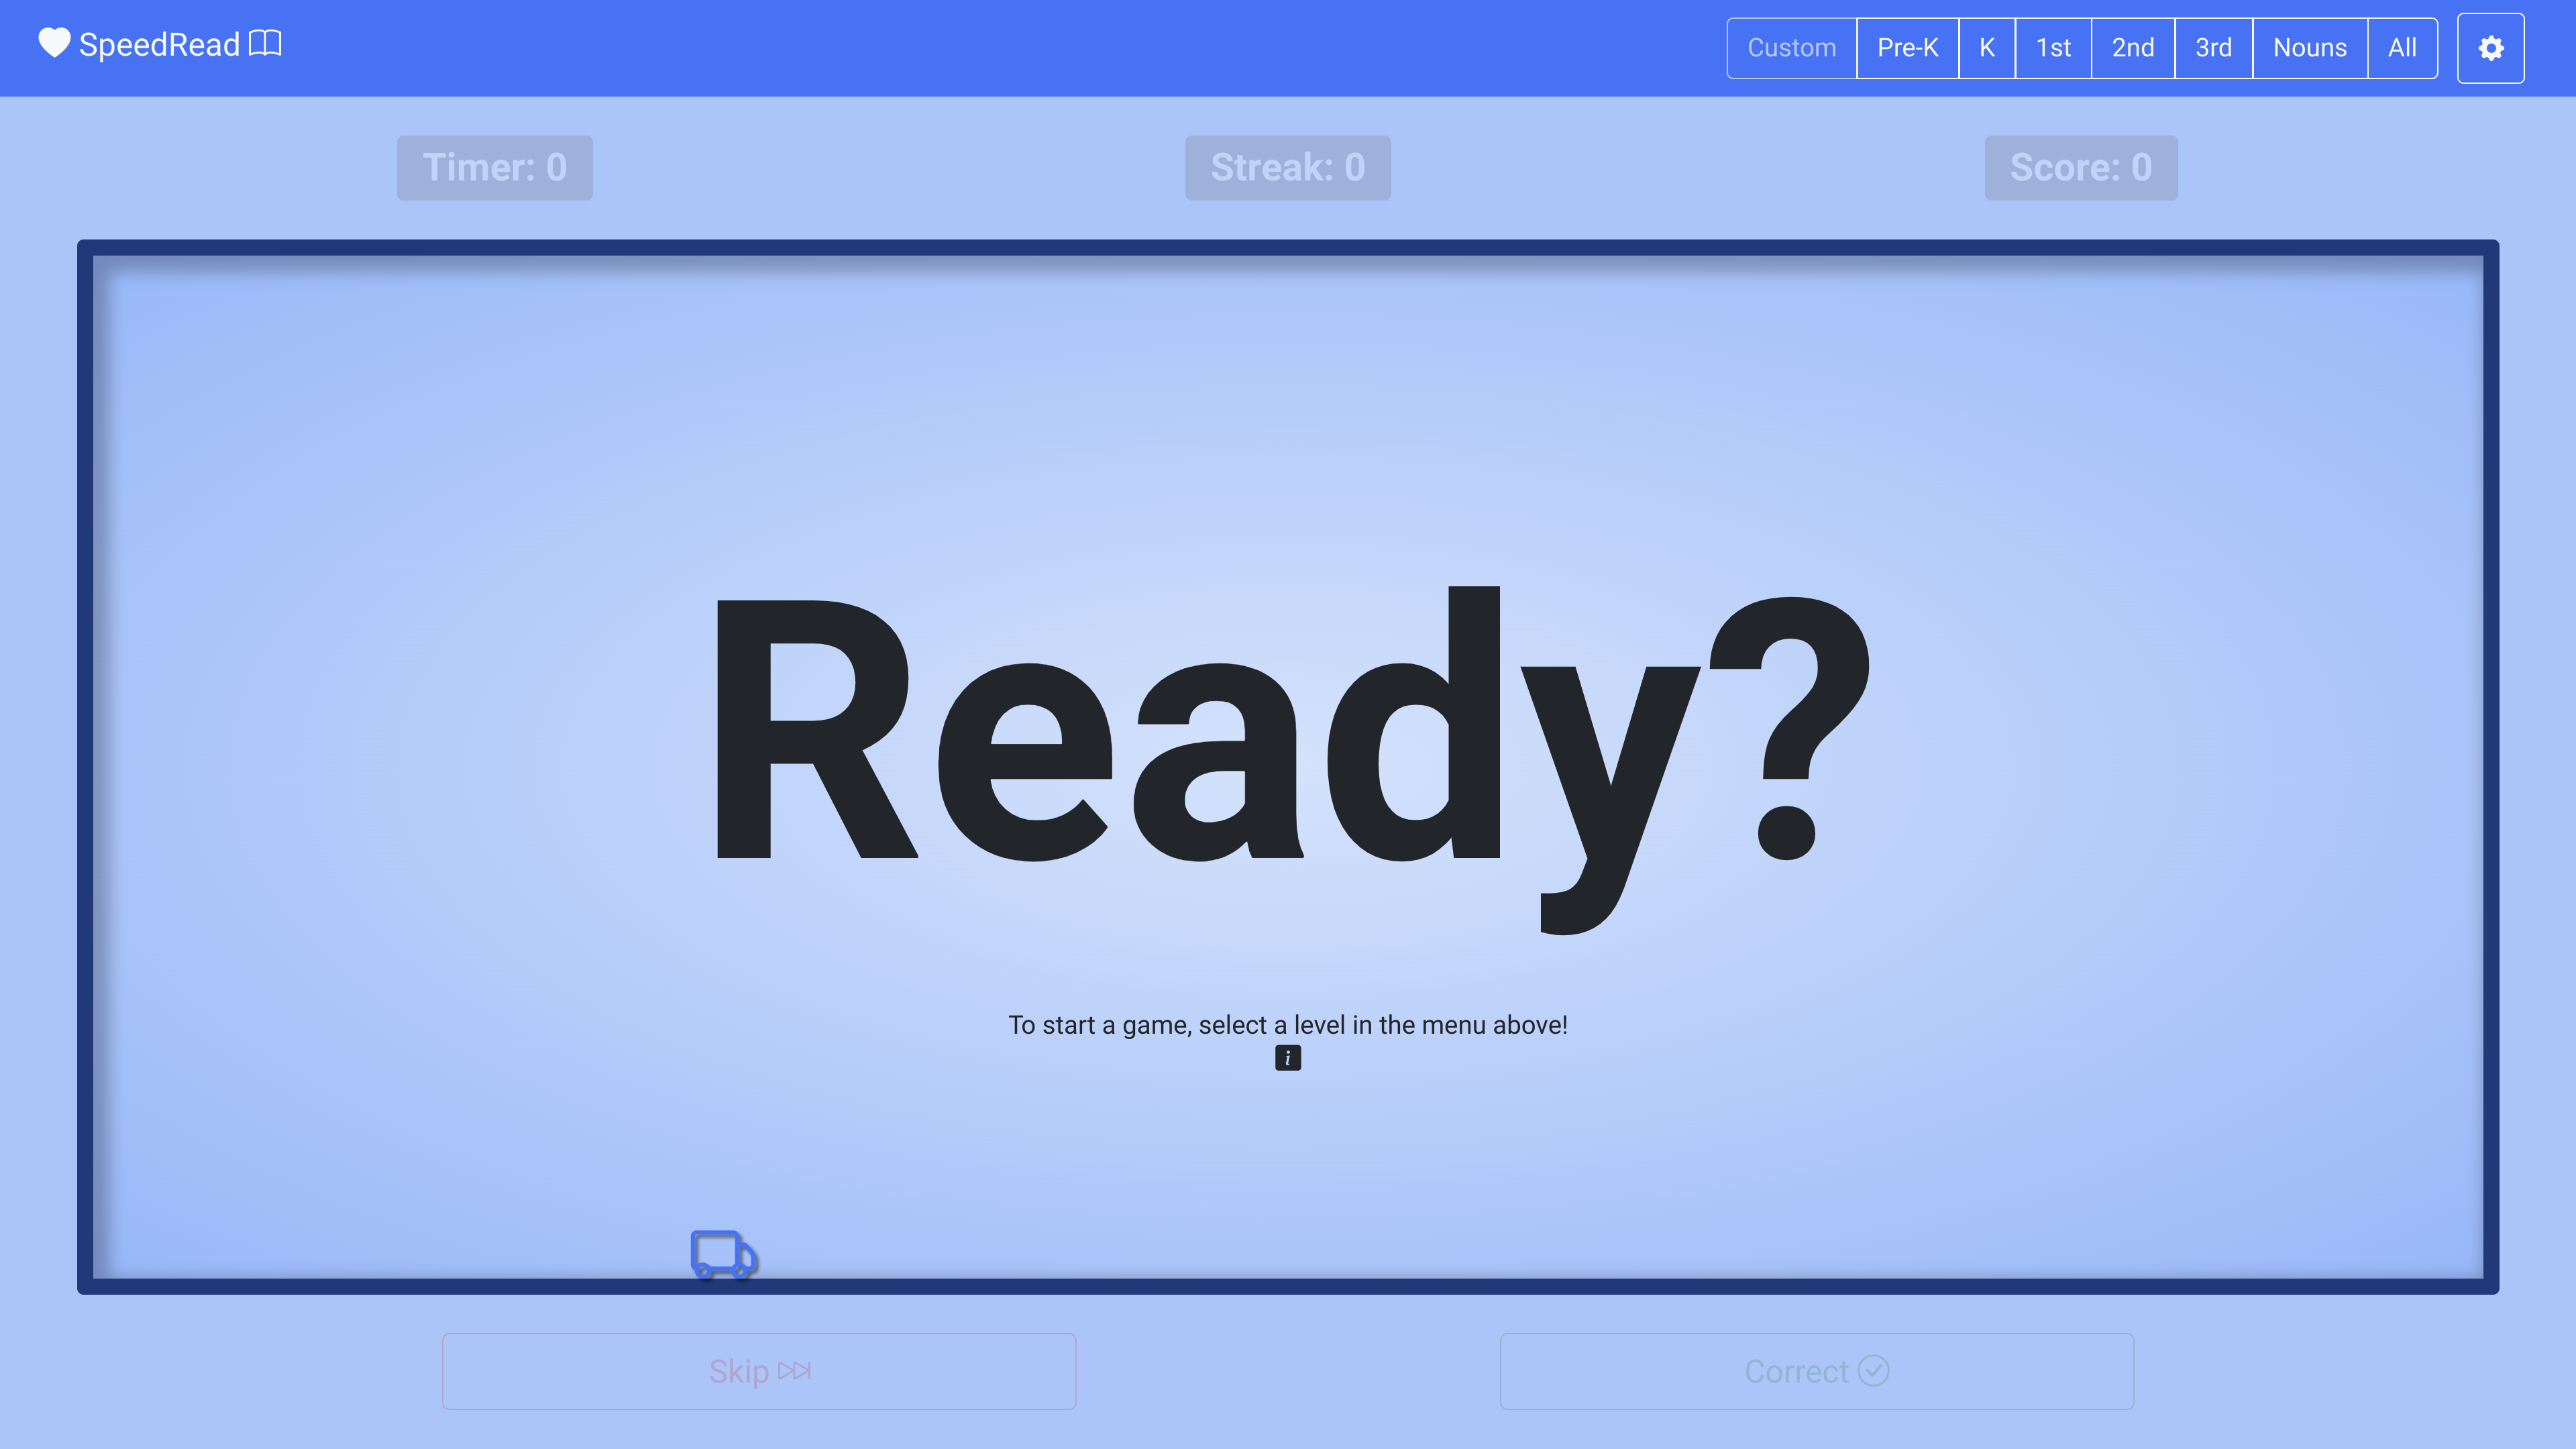 SpeedRead
Custom Pre-K K 1st 2nd 3rd Nouns All
Timer: 0 Streak: 0 Score: 0
Ready?
To start a game, select a level in the menu above!
i
Skip Correct